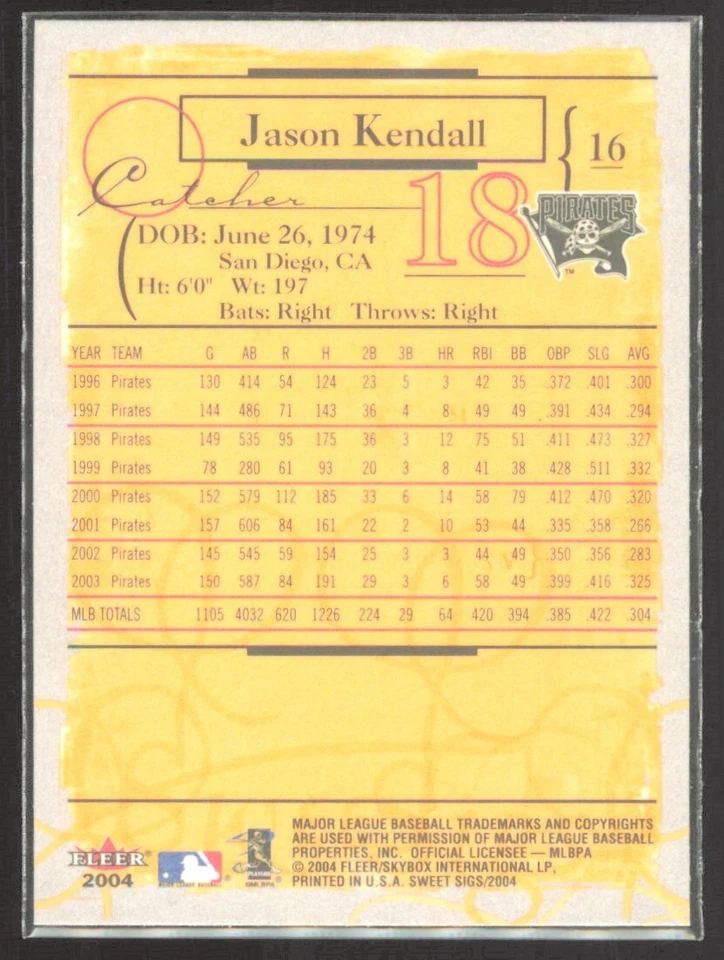 Jason Kendall
16
Catcher
18
PIRATES
TM
DOB: June 26, 1974
San Diego, CA
Ht: 6'0" Wt: 197
Bats: Right Throws: Right
YEAR TEAM G AB R H 2B 3B HR RBI BB OBP SLG AVG
1996 Pirates 130 414 54 124 23 5 3 42 35 .372 .401 .300
1997 Pirates 144 486 71 143 36 4 8 49 49 .391 .434 .294
1998 Pirates 149 535 95 175 36 3 12 75 51 .411 .473 .327
1999 Pirates 78 280 61 93 20 3 8 41 38 .428 .511 .332
2000 Pirates 152 579 112 185 33 6 14 58 79 .412 .470 .320
2001 Pirates 157 606 84 161 22 2 10 53 44 .335 .358 .266
2002 Pirates 145 545 59 154 25 3 3 44 49 .350 .356 .283
2003 Pirates 150 587 84 191 29 3 6 58 49 .399 .416 .325
MLB TOTALS 1105 4032 620 1226 224 29 64 420 394 .385 .422 .304
MAJOR LEAGUE BASEBALL TRADEMARKS AND COPYRIGHTS
ARE USED WITH PERMISSION OF MAJOR LEAGUE BASEBALL
PROPERTIES, INC. OFFICIAL LICENSEE — MLBPA
© 2004 FLEER/SKYBOX INTERNATIONAL LP,
PRINTED IN U.S.A. SWEET SIGS/2004
FLEER
2004
MAJOR LEAGUE BASEBALL
PLAYERS
©MLBPA